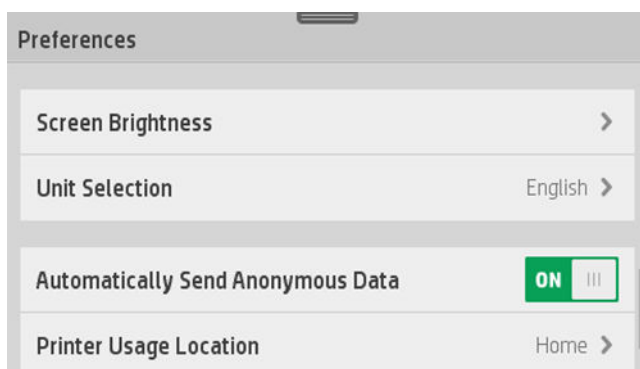 Preferences
Screen Brightness
Unit Selection English
Automatically Send Anonymous Data ON
Printer Usage Location Home